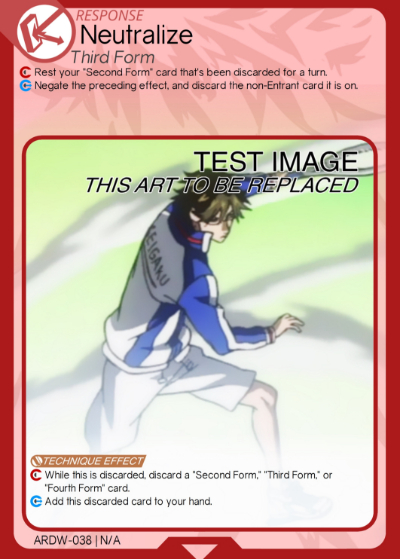 RESPONSE
Neutralize
Third Form
C Rest your "Second Form" card that's been discarded for a turn.
E Negate the preceding effect, and discard the non-Entrant card it is on.
TEST IMAGE
THIS ART TO BE REPLACED
SEIGAKU
TECHNIQUE EFFECT
C While this is discarded, discard a "Second Form," "Third Form," or
"Fourth Form" card.
E Add this discarded card to your hand.
ARDW-038 | N/A